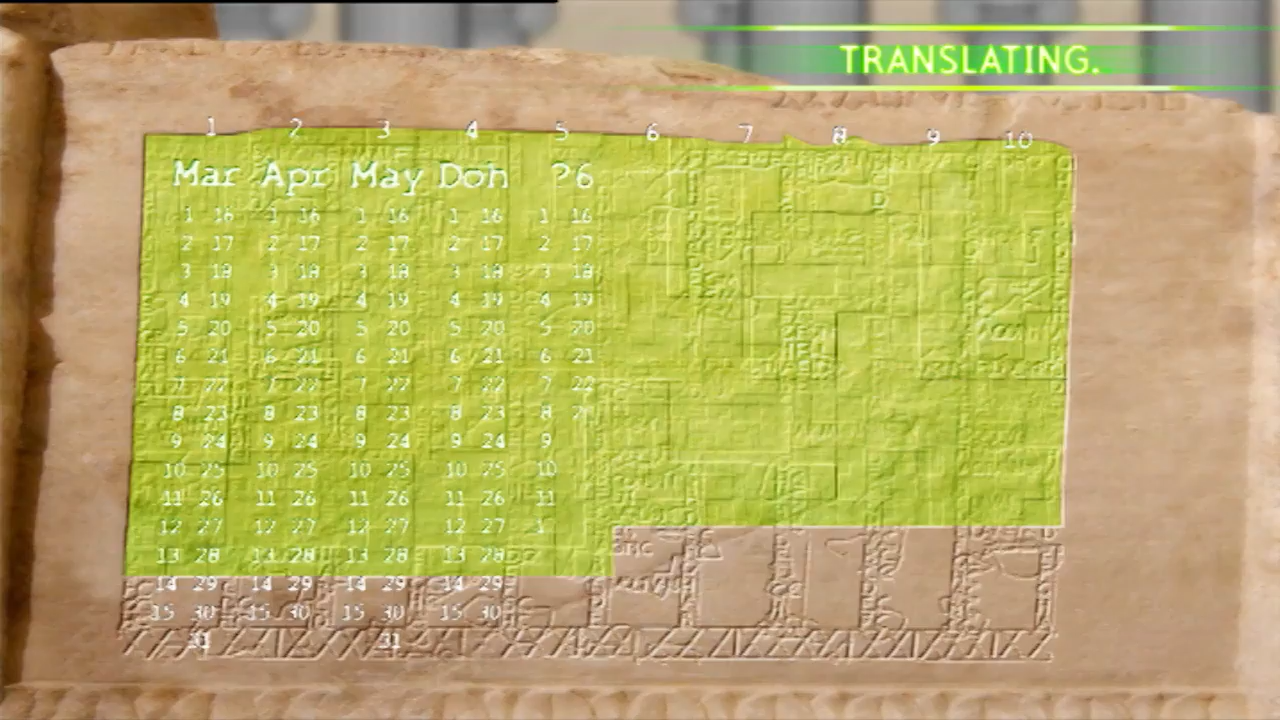 TRANSLATING.
1 2 3 4 5 6 7 8 9 10
Mar Apr May Doh ?6
1 16 1 16 1 16 1 16 1 16
2 17 2 17 2 17 2 17 2 17
3 18 3 18 3 18 3 18 3 18
4 19 4 19 4 19 4 19 4 19
5 20 5 20 5 20 5 20 5 20
6 21 6 21 6 21 6 21 6 21
7 22 7 22 7 22 7 22 7 22
8 23 8 23 8 23 8 23 8
9 24 9 24 9 24 9 24 9
10 25 10 25 10 25 10 25 10
11 26 11 26 11 26 11 26 11
12 27 12 27 12 27 12 27
13 28 13 28 13 28 13 28
14 29 14 29 14 29 14 29
15 30 15 30 15 30 15 30
31 31